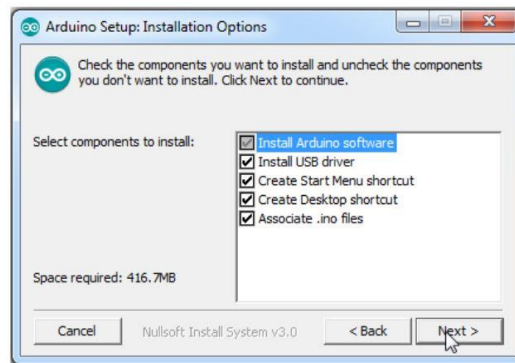 Arduino Setup: Installation Options
Check the components you want to install and uncheck the components
you don't want to install. Click Next to continue.
Select components to install:
Install Arduino software
Install USB driver
Create Start Menu shortcut
Create Desktop shortcut
Associate .ino files
Space required: 416.7MB
Cancel
Nullsoft Install System v3.0
< Back
Next >